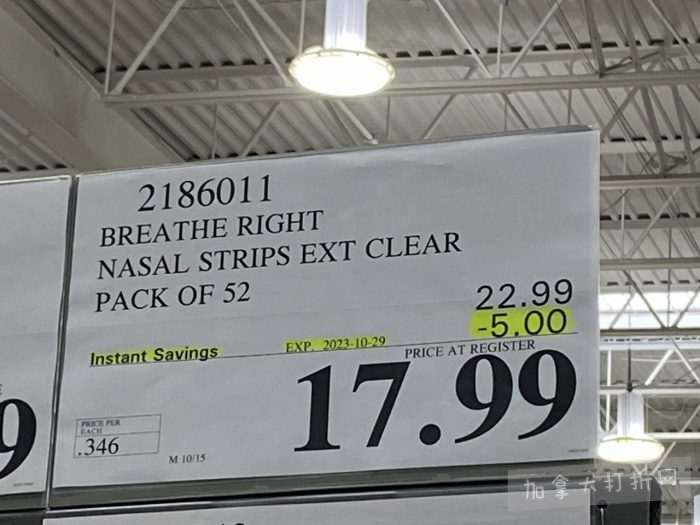 2186011
BREATHE RIGHT
NASAL STRIPS EXT CLEAR
PACK OF 52
22.99
-5.00
Instant Savings
EXP. 2023-10-29
PRICE AT REGISTER
17.99
PRICE PER
EACH
.346
M 10/15
9
加拿大打折网